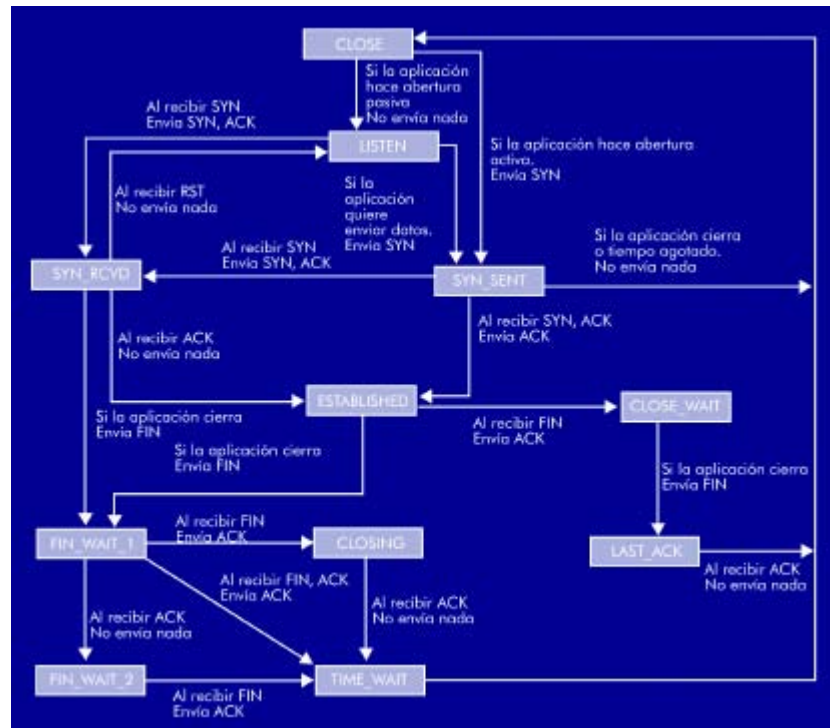 CLOSE
Si la aplicación
hace abertura
pasiva
No envía nada
Al recibir SYN
Envía SYN, ACK
LISTEN
Si la aplicación hace abertura
activa.
Envía SYN
Al recibir RST
No envía nada
Si la
aplicación
quiere
enviar datos.
Envía SYN
Al recibir SYN
Envía SYN, ACK
Si la aplicación cierra
o tiempo agotado.
No envía nada
SYN_RCVD
SYN_SENT
Al recibir ACK
No envía nada
Al recibir SYN, ACK
Envía ACK
ESTABLISHED
CLOSE_WAIT
Si la aplicación cierra
Envía FIN
Al recibir FIN
Envía ACK
Si la aplicación cierra
Envía FIN
Si la aplicación cierra
Envía FIN
FIN_WAIT_1
Al recibir FIN
Envía ACK
CLOSING
LAST_ACK
Al recibir ACK
No envía nada
Al recibir FIN, ACK
Envía ACK
Al recibir ACK
No envía nada
Al recibir ACK
No envía nada
FIN_WAIT_2
Al recibir FIN
Envía ACK
TIME_WAIT